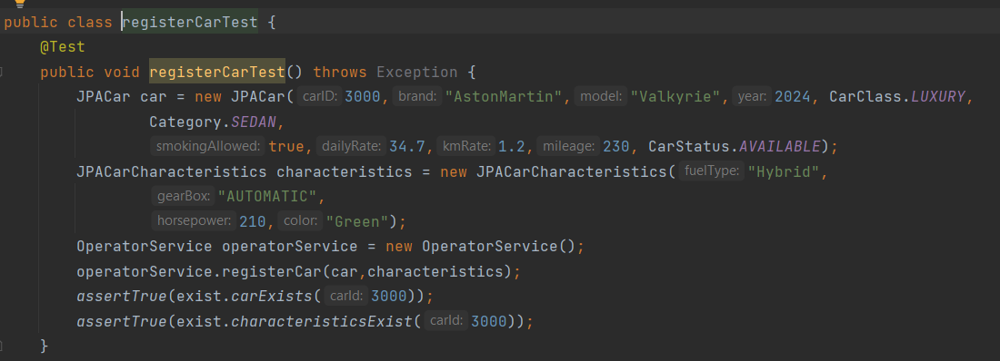 public class registerCarTest {
@Test
public void registerCarTest() throws Exception {
JPACar car = new JPACar( carID: 3000, brand: "AstonMartin", model: "Valkyrie", year: 2024, CarClass.LUXURY,
Category.SEDAN,
smokingAllowed: true, dailyRate: 34.7, kmRate: 1.2, mileage: 230, CarStatus.AVAILABLE);
JPACarCharacteristics characteristics = new JPACarCharacteristics( fuelType: "Hybrid",
gearBox: "AUTOMATIC",
horsepower: 210, color: "Green");
OperatorService operatorService = new OperatorService();
operatorService.registerCar(car,characteristics);
assertTrue(exist.carExists( carId: 3000));
assertTrue(exist.characteristicsExist( carId: 3000));
}